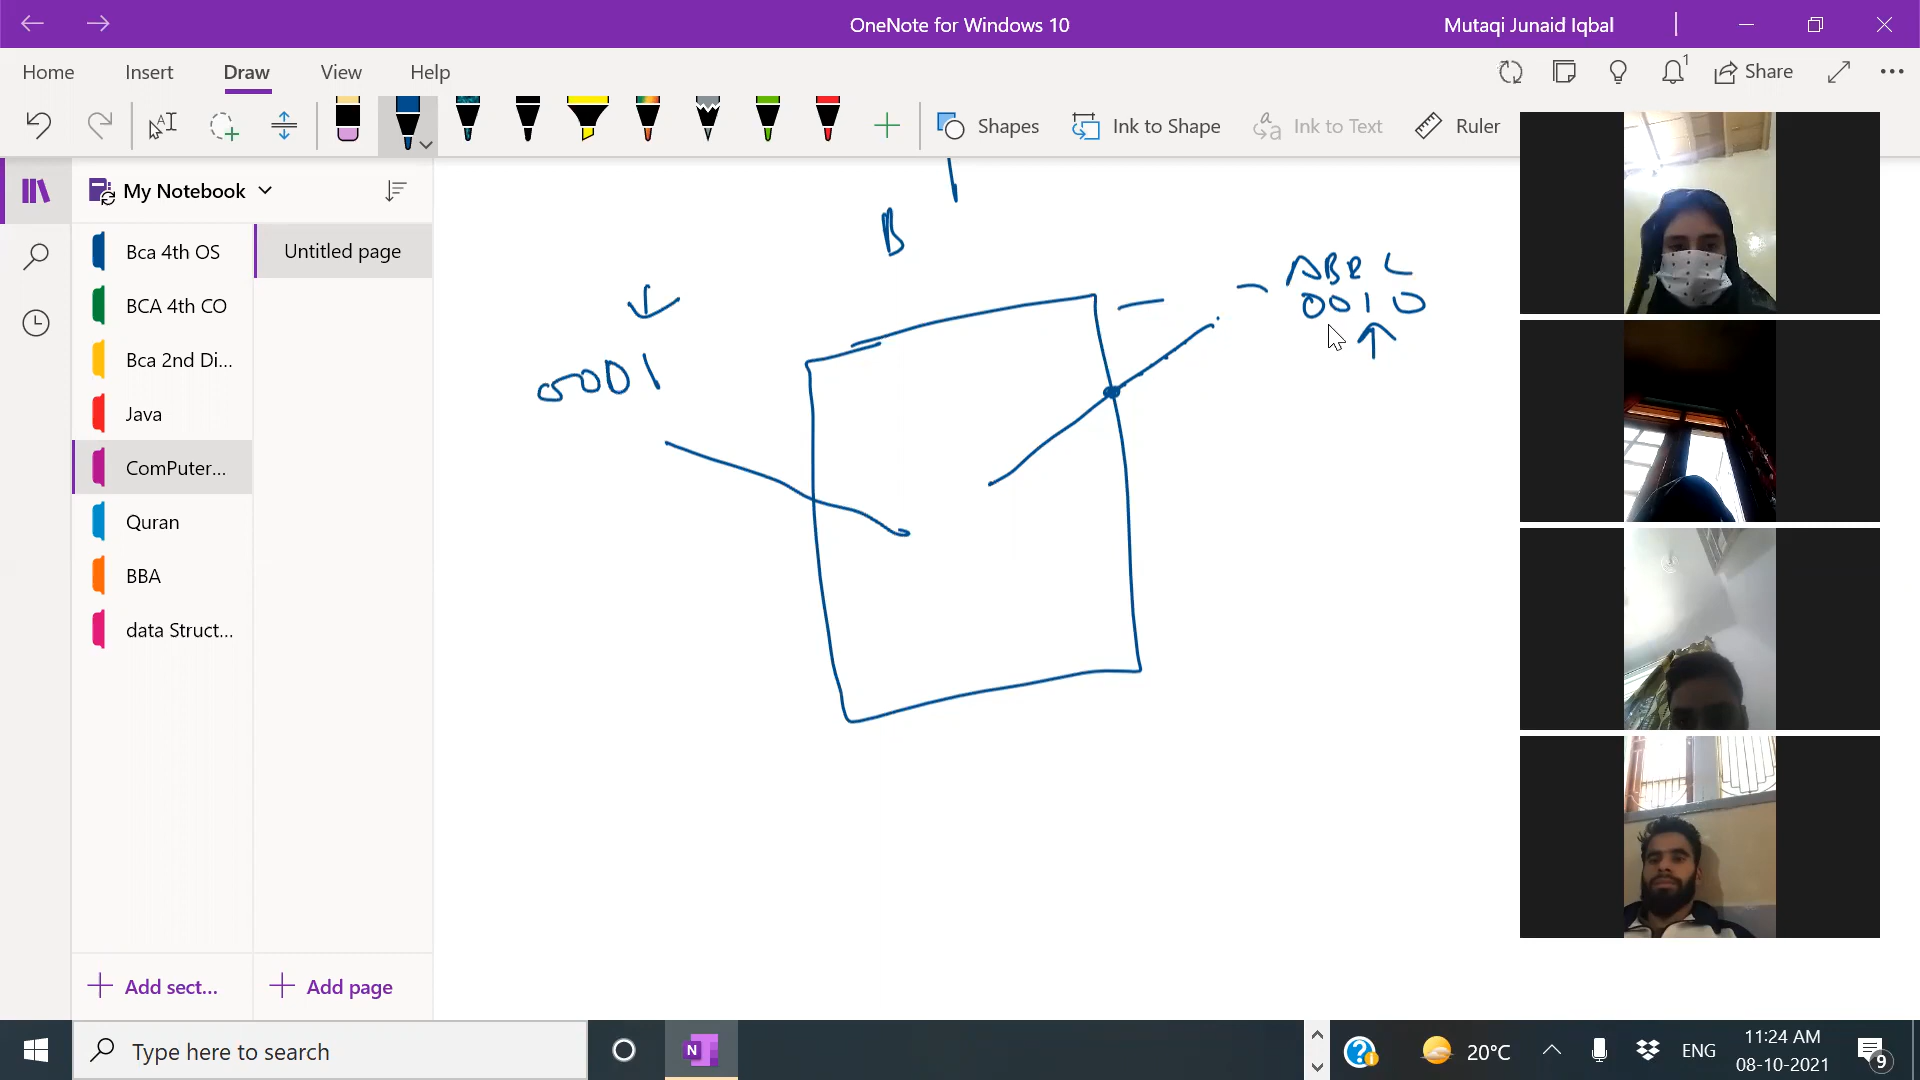 OneNote for Windows 10
Mutaqi Junaid Iqbal
Home Insert Draw View Help
1
Share
Shapes
Ink to Shape
Ink to Text
Ruler
My Notebook
Bca 4th OS
BCA 4th CO
Bca 2nd Di...
Java
ComPuter...
Quran
BBA
data Struct...
Untitled page
B
0001
0010
Add sect...
Add page
Type here to search
N
20°C
ENG
11:24 AM
08-10-2021
9